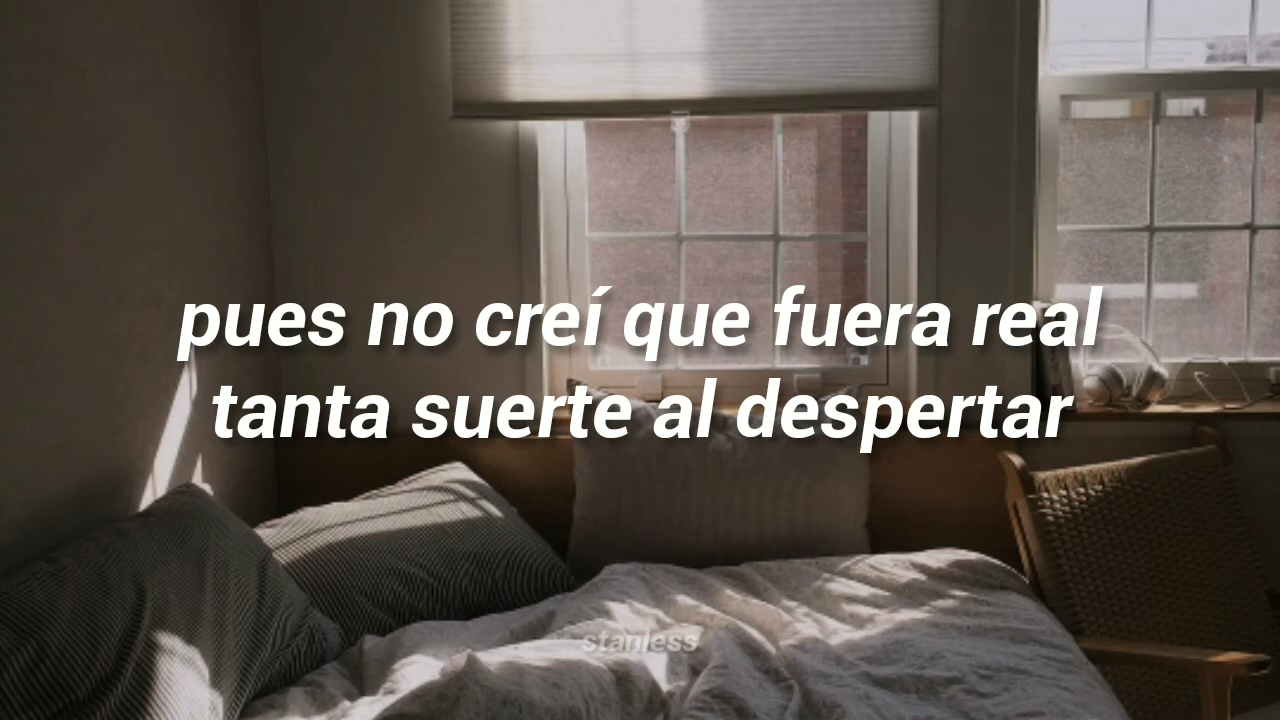 pues no creí que fuera real
tanta suerte al despertar
stanless